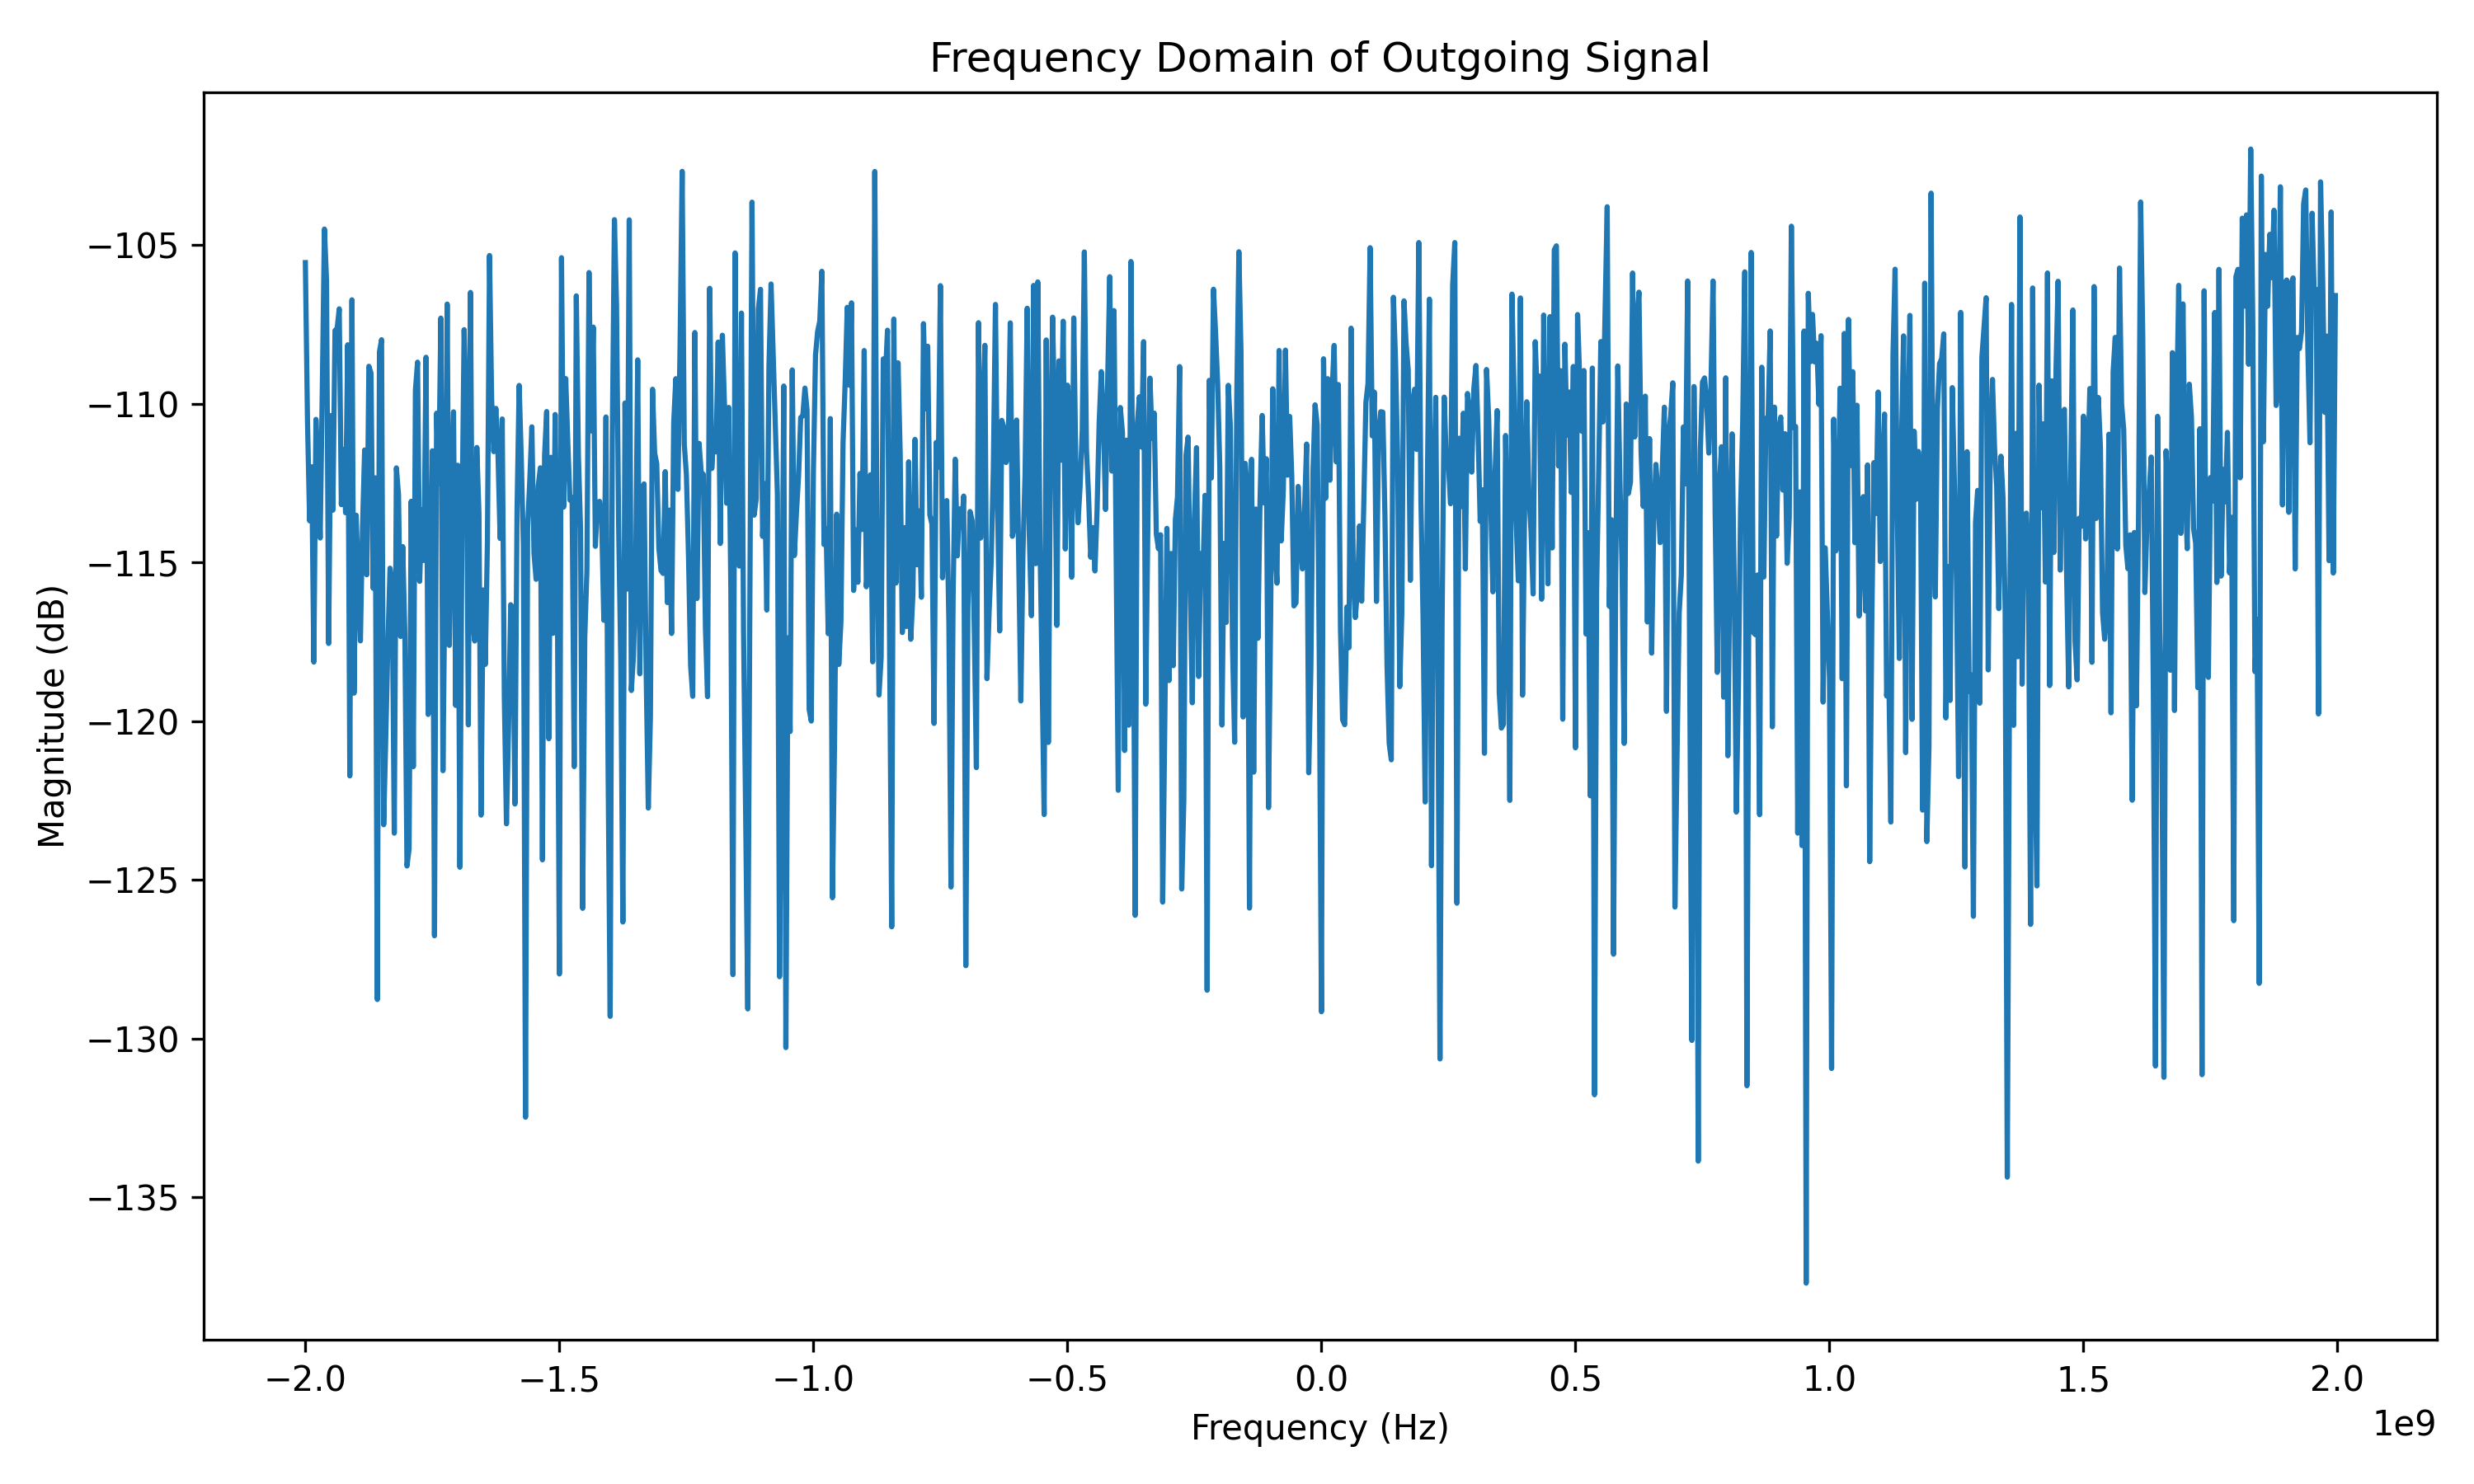 Frequency Domain of Outgoing Signal
Magnitude (dB)
−105
−110
−115
−120
−125
−130
−135
−2.0 −1.5 −1.0 −0.5 0.0 0.5 1.0 1.5 2.0
1e9
Frequency (Hz)